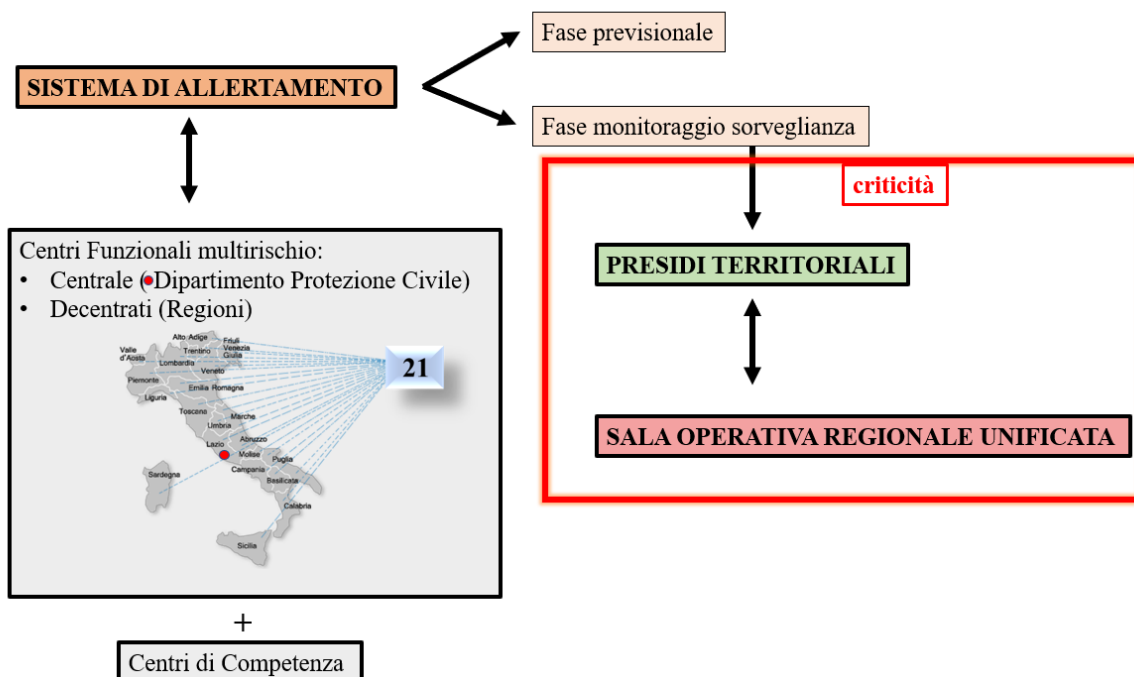 Fase previsionale
SISTEMA DI ALLERTAMENTO
Fase monitoraggio sorveglianza
criticità
Centri Funzionali multirischio:
• Centrale (Dipartimento Protezione Civile)
• Decentrati (Regioni)
PRESIDI TERRITORIALI
SALA OPERATIVA REGIONALE UNIFICATA
21
Valle
d'Aosta
Alto Adige
Trentino
Friuli
Venezia
Giulia
Lombardia
Veneto
Piemonte
Emilia Romagna
Liguria
Toscana
Marche
Umbria
Lazio
Abruzzo
Molise
Campania
Puglia
Basilicata
Sardegna
Calabria
Sicilia
+
Centri di Competenza